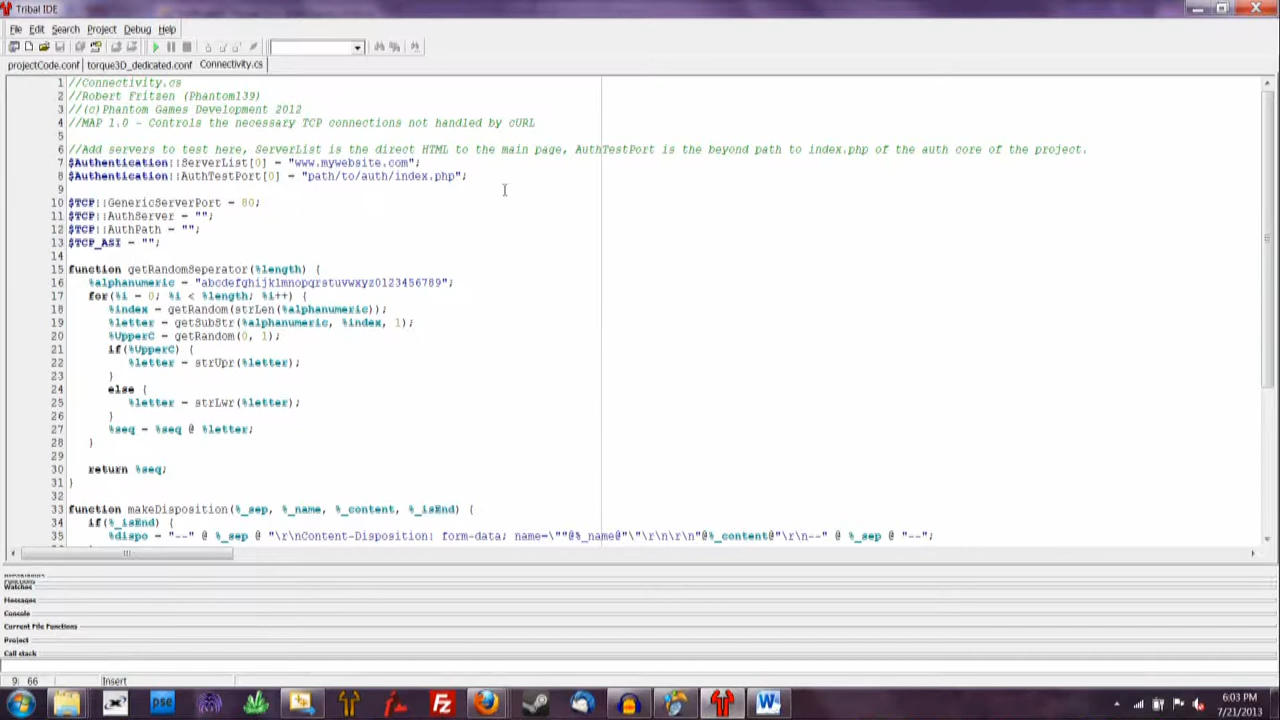 Tribal IDE
File Edit Search Project Debug Help
projectCode.conf torque3D_dedicated.conf Connectivity.cs
1 //Connectivity.cs
2 //Robert Fritzen (Phantom139)
3 //(c)Phantom Games Development 2012
4 //MAP 1.0 - Controls the necessary TCP connections not handled by cURL
5
6 //Add servers to test here, ServerList is the direct HTML to the main page, AuthTestPort is the beyond path to index.php of the auth core of the project.
7 $Authentication::ServerList[0] = "www.mywebsite.com";
8 $Authentication::AuthTestPort[0] = "path/to/auth/index.php";
9
10 $TCP::GenericServerPort = 80;
11 $TCP::AuthServer = "";
12 $TCP::AuthPath = "";
13 $TCP_ASI = "";
14
15 function getRandomSeperator(%length) {
16 %alphanumeric = "abcdefghijklmnopqrstuvwxyz0123456789";
17 for(%i = 0; %i < %length; %i++) {
18 %index = getRandom(strLen(%alphanumeric));
19 %letter = getSubStr(%alphanumeric, %index, 1);
20 %UpperC = getRandom(0, 1);
21 if(%UpperC) {
22 %letter = strUpr(%letter);
23 }
24 else {
25 %letter = strLwr(%letter);
26 }
27 %seq = %seq @ %letter;
28 }
29
30 return %seq;
31 }
32
33 function makeDisposition(%_sep, %_name, %_content, %_isEnd) {
34 if(%_isEnd) {
35 %dispo = "--" @ %_sep @ "\r\nContent-Disposition: form-data; name=\""@%_name@"\"\r\n\r\n"@%_content@"\r\n--" @ %_sep @ "--";
Functions
Watches
Messages
Console
Current File Functions
Project
Call stack
9: 66 Insert
pse Fz W
6:03 PM
7/21/2013